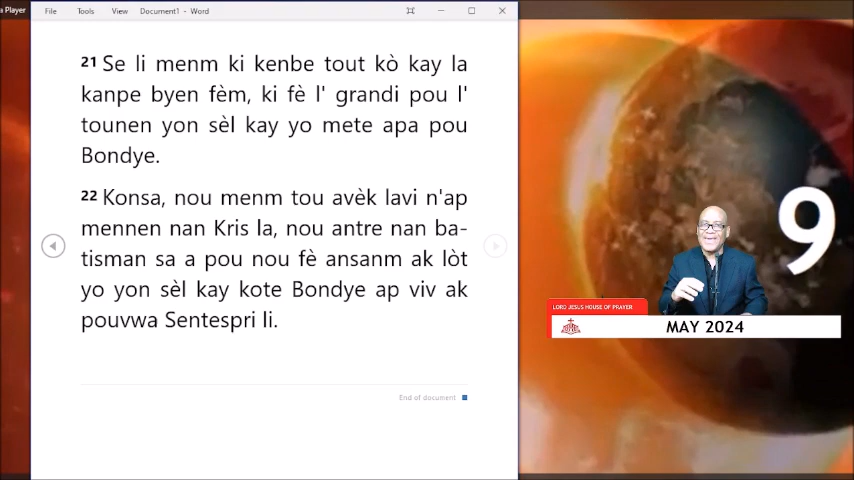 a Player
File Tools View Document1 - Word
21 Se li menm ki kenbe tout kò kay la
kanpe byen fèm, ki fè l' grandi pou l'
tounen yon sèl kay yo mete apa pou
Bondye.
22 Konsa, nou menm tou avèk lavi n'ap
mennen nan Kris la, nou antre nan ba-
tisman sa a pou nou fè ansanm ak lòt
yo yon sèl kay kote Bondye ap viv ak
pouvwa Sentespri li.
End of document
9
LORD JESUS HOUSE OF PRAYER
MAY 2024